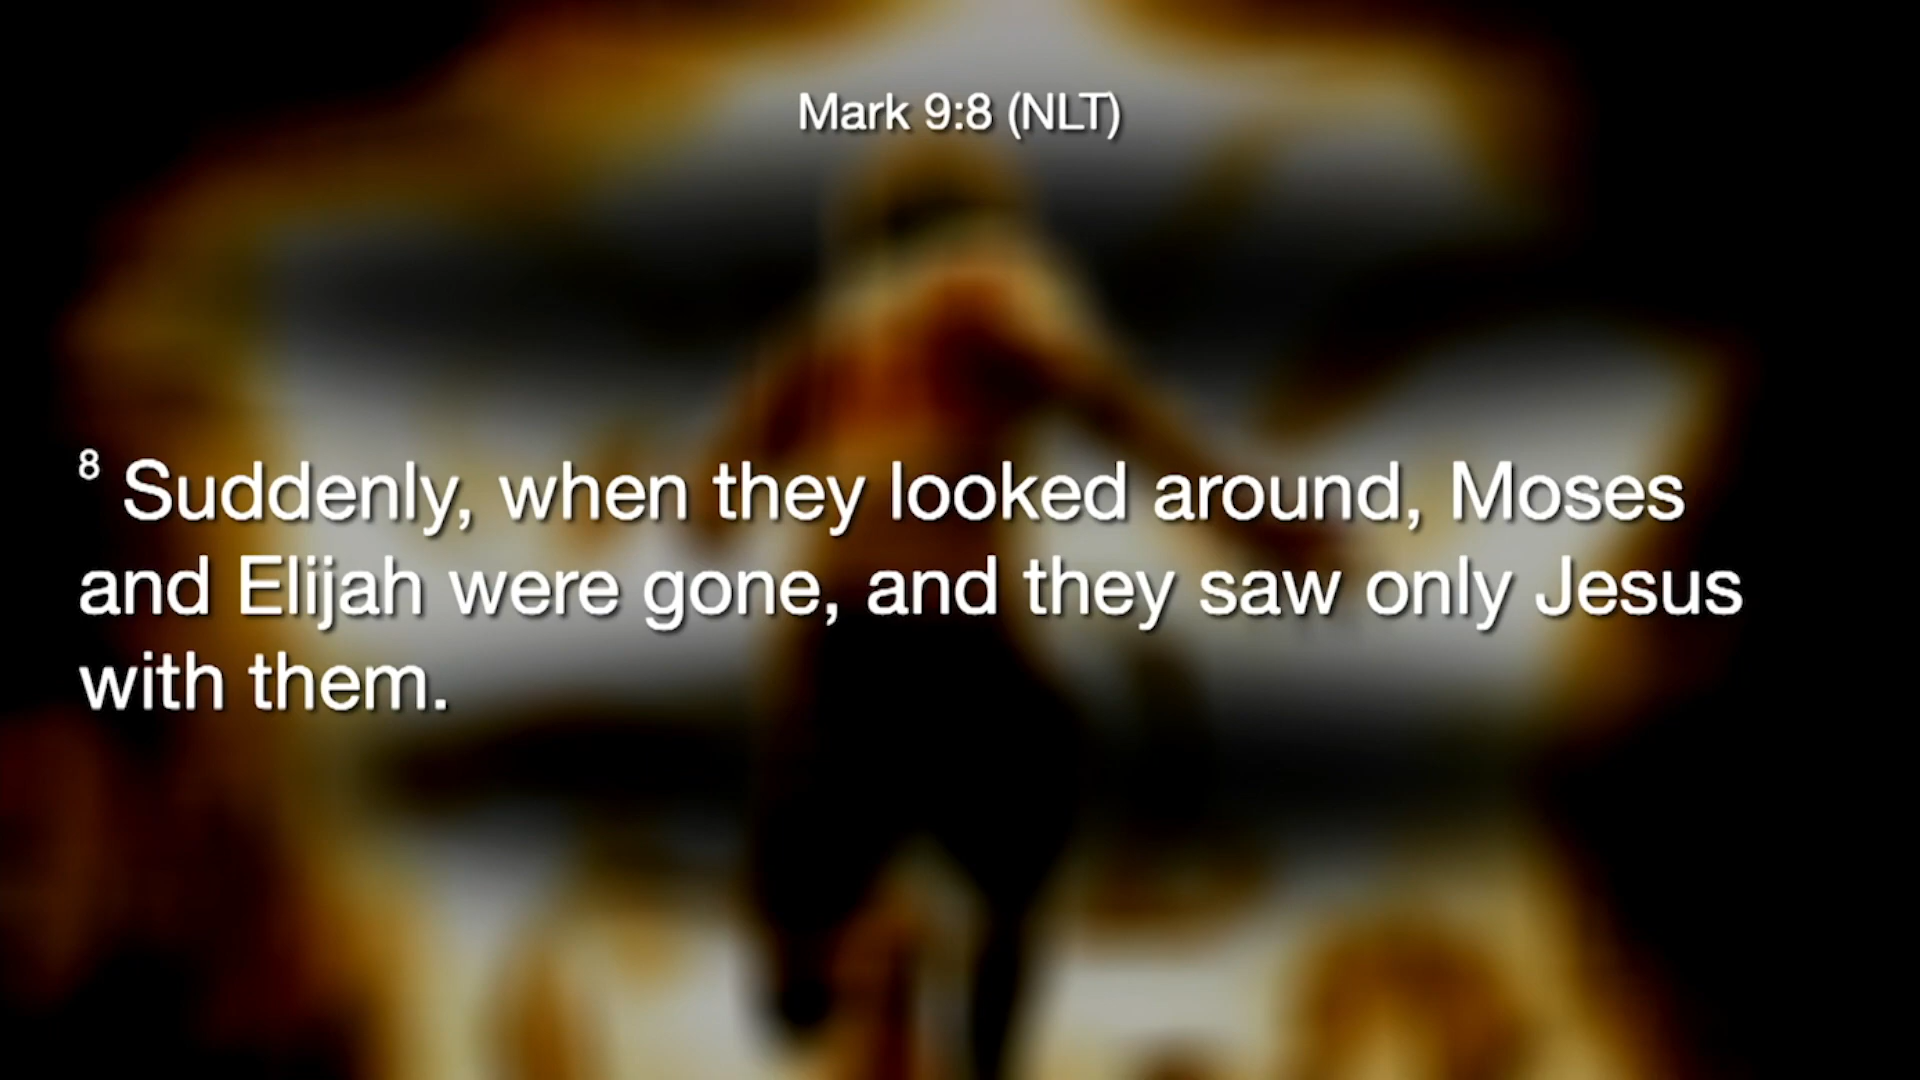 Mark 9:8 (NLT)
8 Suddenly, when they looked around, Moses
and Elijah were gone, and they saw only Jesus
with them.